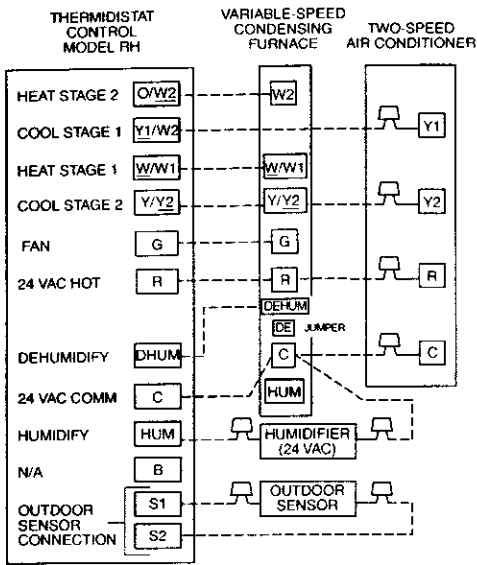 THERMIDISTAT
CONTROL
MODEL RH
VARIABLE-SPEED
CONDENSING
FURNACE
TWO-SPEED
AIR CONDITIONER
HEAT STAGE 2 O/W2 W2
COOL STAGE 1 Y1/W2 Y1
HEAT STAGE 1 W/W1 W/W1
COOL STAGE 2 Y/Y2 Y/Y2 Y2
FAN G G
24 VAC HOT R R R
DEHUM
DE JUMPER
DEHUMIDIFY DHUM C C
24 VAC COMM C HUM
HUMIDIFY HUM HUMIDIFIER
(24 VAC)
N/A B
OUTDOOR
SENSOR
CONNECTION
S1 OUTDOOR
SENSOR
S2